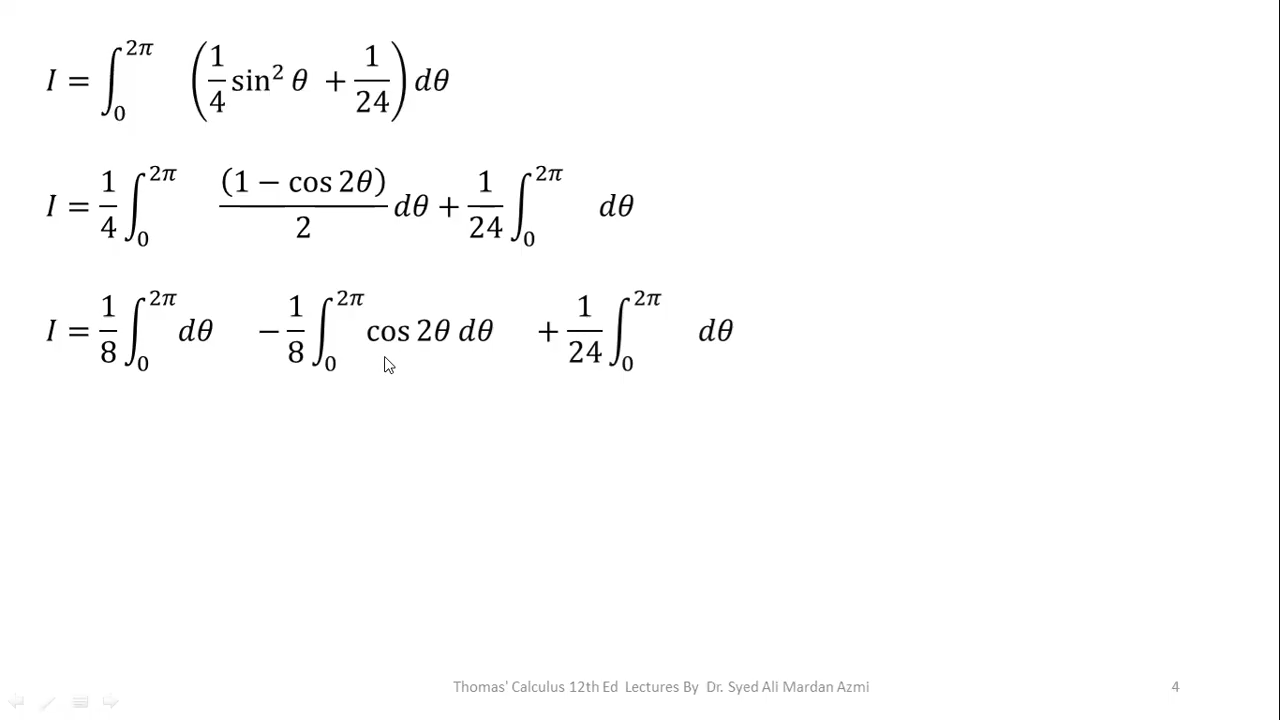 I = ∫₀^{2π} (1/4 sin² θ + 1/24) dθ
I = 1/4 ∫₀^{2π} (1 − cos 2θ)/2 dθ + 1/24 ∫₀^{2π} dθ
I = 1/8 ∫₀^{2π} dθ − 1/8 ∫₀^{2π} cos 2θ dθ + 1/24 ∫₀^{2π} dθ
Thomas' Calculus 12th Ed Lectures By Dr. Syed Ali Mardan Azmi 4